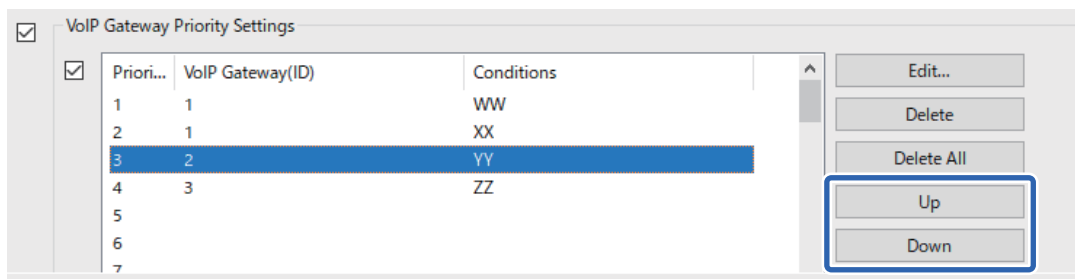 VoIP Gateway Priority Settings
Priori... VoIP Gateway(ID) Conditions
1 1 WW
2 1 XX
3 2 YY
4 3 ZZ
5
6
7
Edit...
Delete
Delete All
Up
Down